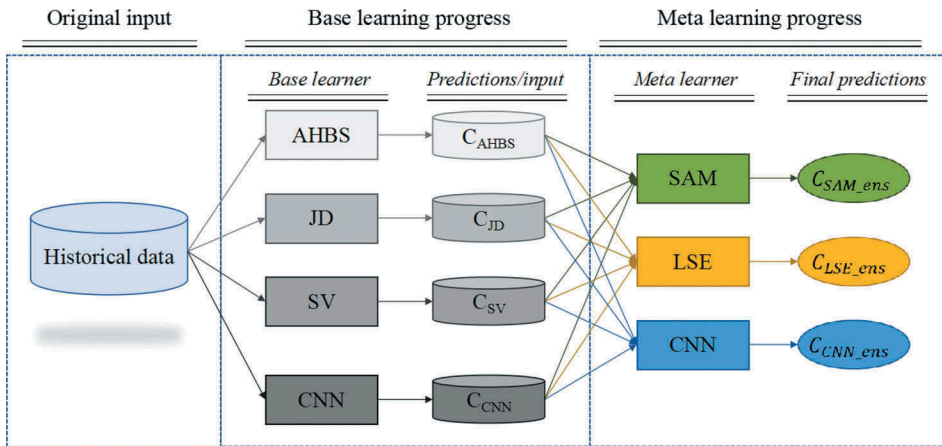 Original input
Base learning progress
Meta learning progress
Base learner
Predictions/input
Meta learner
Final predictions
Historical data
AHBS
C_AHBS
JD
C_JD
SV
C_SV
CNN
C_CNN
SAM
C_SAM_ens
LSE
C_LSE_ens
CNN
C_CNN_ens